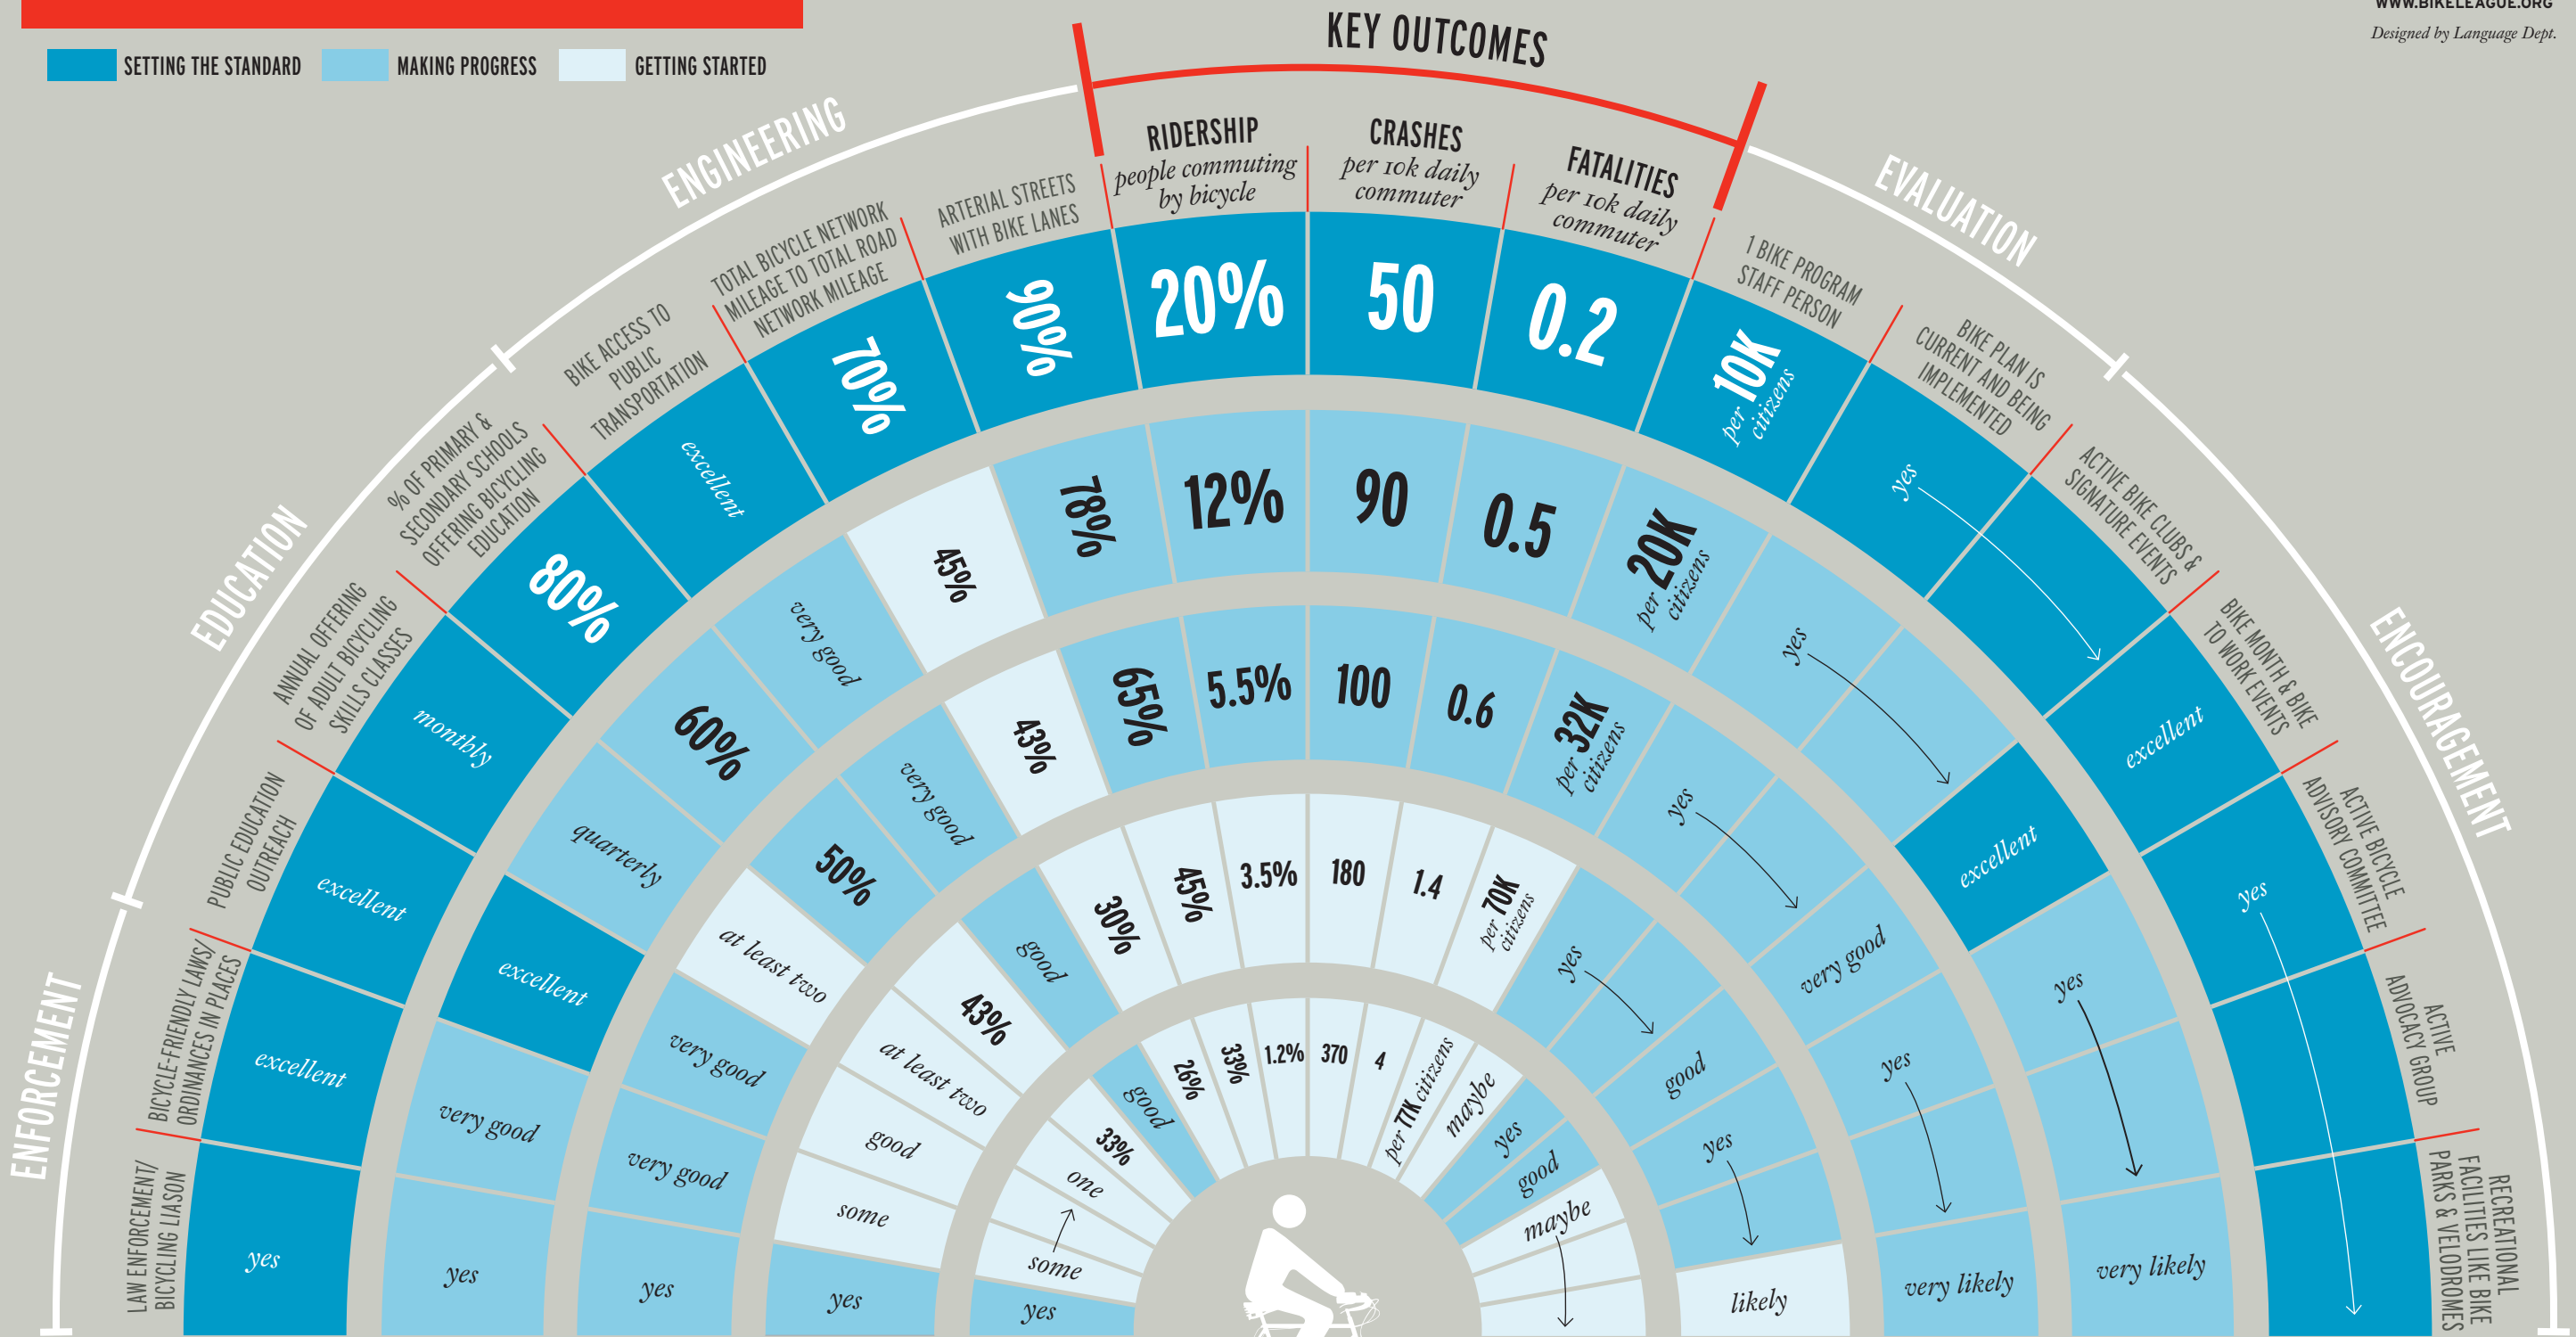 WWW.BIKELEAGUE.ORG
Designed by Language Dept.
SETTING THE STANDARD
MAKING PROGRESS
GETTING STARTED
KEY OUTCOMES
ENGINEERING
EVALUATION
EDUCATION
ENCOURAGEMENT
ENFORCEMENT
LAW ENFORCEMENT/
BICYCLING LIASON
BICYCLE-FRIENDLY LAWS/
ORDINANCES IN PLACES
PUBLIC EDUCATION
OUTREACH
ANNUAL OFFERING
OF ADULT BICYCLING
SKILLS CLASSES
% OF PRIMARY &
SECONDARY SCHOOLS
OFFERING BICYCLING
EDUCATION
BIKE ACCESS TO
PUBLIC
TRANSPORTATION
TOTAL BICYCLE NETWORK
MILEAGE TO TOTAL ROAD
NETWORK MILEAGE
ARTERIAL STREETS
WITH BIKE LANES
RIDERSHIP
people commuting
by bicycle
CRASHES
per 10k daily
commuter
FATALITIES
per 10k daily
commuter
1 BIKE PROGRAM
STAFF PERSON
BIKE PLAN IS
CURRENT AND BEING
IMPLEMENTED
ACTIVE BIKE CLUBS &
SIGNATURE EVENTS
BIKE MONTH & BIKE
TO WORK EVENTS
ACTIVE BICYCLE
ADVISORY COMMITTEE
ACTIVE
ADVOCACY GROUP
RECREATIONAL
FACILITIES LIKE BIKE
PARKS & VELODROMES
yes
excellent
excellent
monthly
80%
excellent
70%
90%
20%
50
0.2
per 10K
citizens
yes
excellent
yes
yes
very good
excellent
quarterly
60%
very good
45%
78%
12%
90
0.5
per 20K
citizens
yes
excellent
yes
very likely
yes
very good
very good
at least two
50%
very good
43%
65%
5.5%
100
0.6
per 32K
citizens
yes
very good
yes
very likely
yes
some
good
at least two
43%
good
30%
45%
3.5%
180
1.4
per 70K
citizens
yes
good
yes
likely
yes
some
one
33%
good
26%
33%
1.2%
370
4
per 77K citizens
maybe
yes
good
maybe